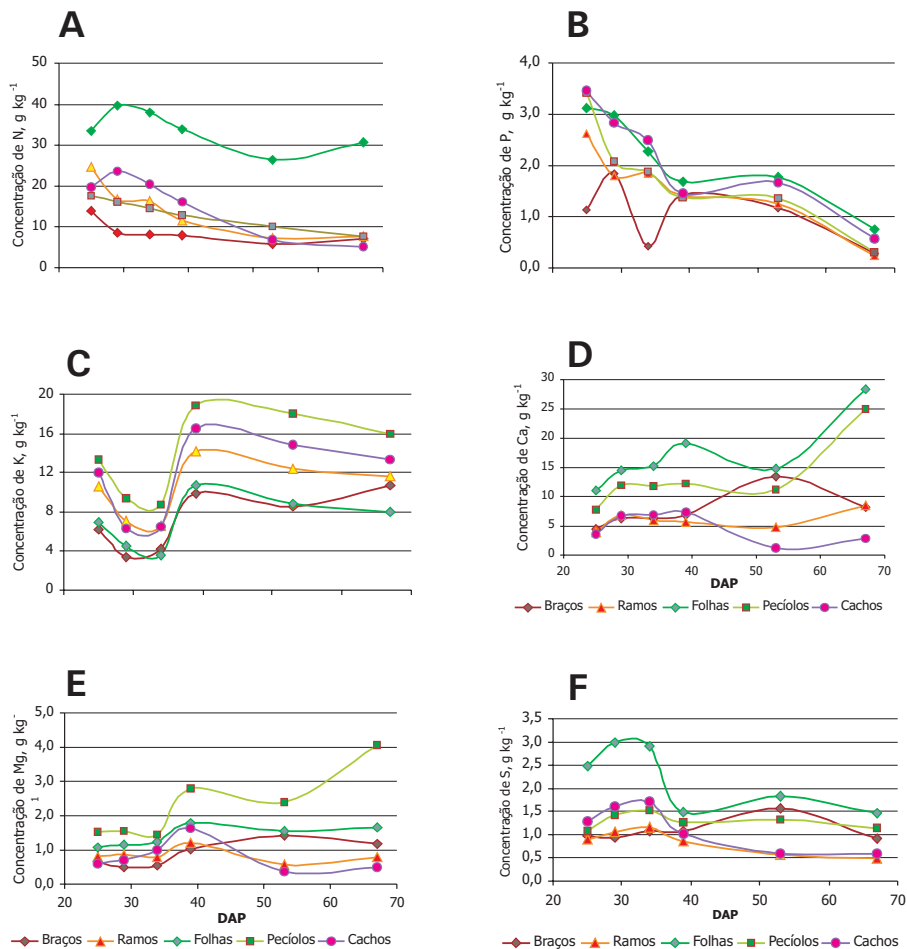 A
Concentração de N, g kg -1
50
40
30
20
10
0
B
Concentração de P, g kg -1
4,0
3,0
2,0
1,0
0,0
C
Concentração de K, g kg-1
20
16
12
8
4
0
D
Concentração de Ca, g kg-1
30
25
20
15
10
5
0
20 30 40 50 60 70
DAP
Braços Ramos Folhas Pecíolos Cachos
E
Concentração de Mg, g kg-
1
5,0
4,0
3,0
2,0
1,0
0,0
20 30 40 50 60 70
DAP
Braços Ramos Folhas Pecíolos Cachos
F
Concentração de S, g kg -1
3,5
3,0
2,5
2,0
1,5
1,0
0,5
0,0
20 30 40 50 60 70
DAP
Braços Ramos Folhas Pecíolos Cachos